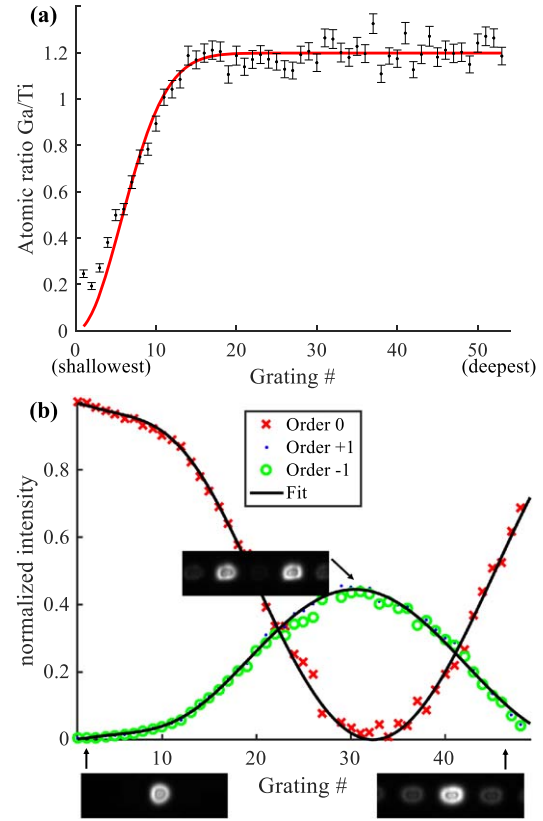 (a)
Atomic ratio Ga/Ti
1.2
1
0.8
0.6
0.4
0.2
0
0 10 20 30 40 50
(shallowest) (deepest)
Grating #
(b)
Order 0
Order +1
Order -1
Fit
normalized intensity
0.8
0.6
0.4
0.2
0
10 20 30 40
Grating #